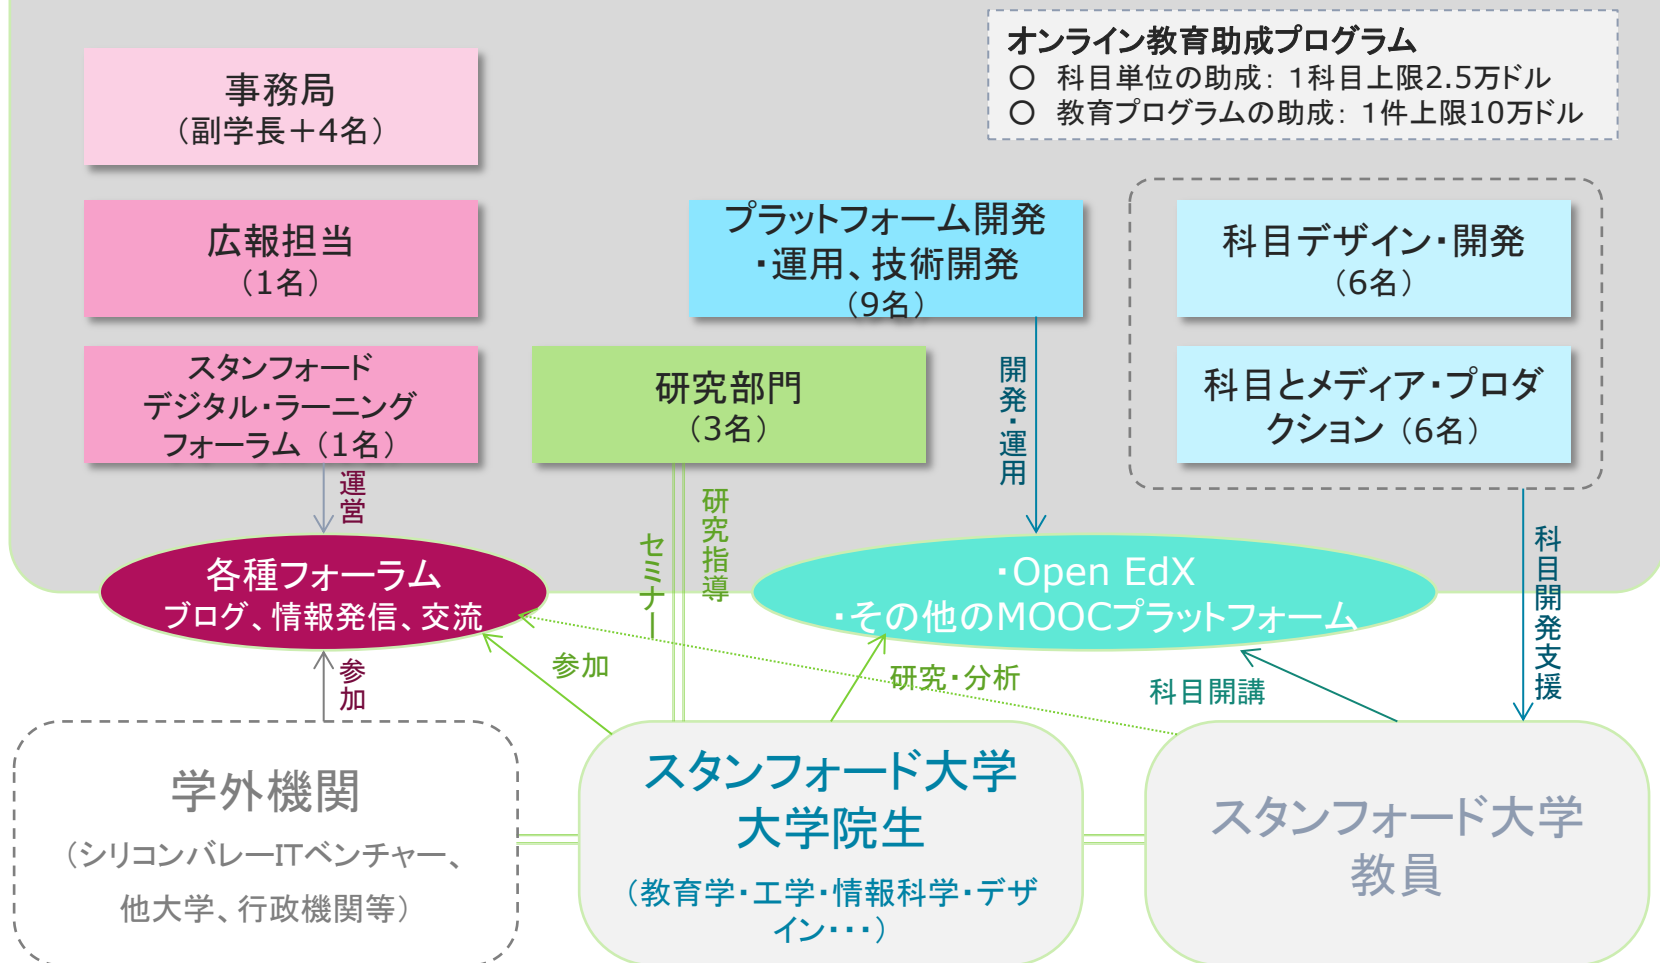 オンライン教育助成プログラム
○ 科目単位の助成：１科目上限2.5万ドル
○ 教育プログラムの助成：１件上限10万ドル
事務局
（副学長＋4名）
広報担当
（1名）
プラットフォーム開発
・運用、技術開発
（9名）
科目デザイン・開発
（6名）
スタンフォード
デジタル・ラーニング
フォーラム（1名）
研究部門
（3名）
科目とメディア・プロダ
クション（6名）
運営
セミナー
研究指導
開発・運用
科目開発支援
各種フォーラム
ブログ、情報発信、交流
・Open EdX
・その他のMOOCプラットフォーム
参加
参加
研究・分析
科目開講
学外機関
（シリコンバレーITベンチャー、
他大学、行政機関等）
スタンフォード大学
大学院生
（教育学・工学・情報科学・デザ
イン・・・）
スタンフォード大学
教員